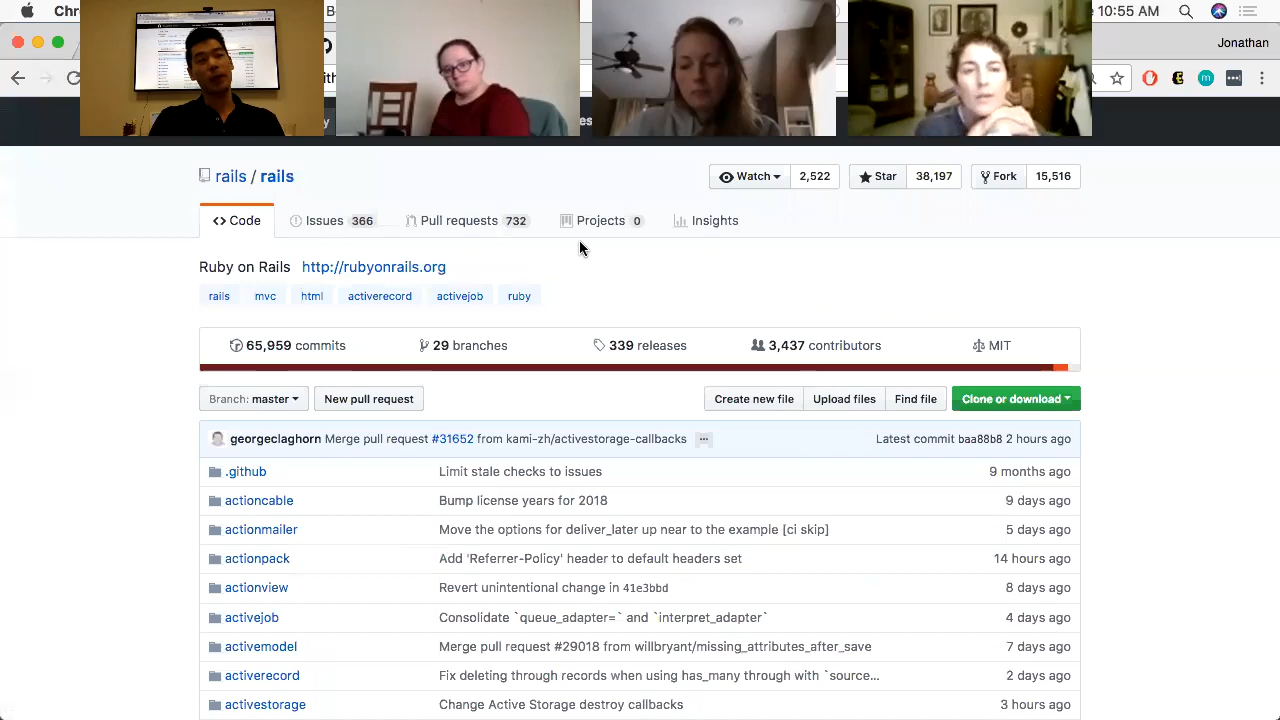 Chrom
e 10:55 AM
Jonathan
ith
es
rails / rails
Watch 2,522 Star 38,197 Fork 15,516
Code Issues 366 Pull requests 732 Projects 0 Insights
Ruby on Rails http://rubyonrails.org
rails mvc html activerecord activejob ruby
65,959 commits 29 branches 339 releases 3,437 contributors MIT
Branch: master New pull request Create new file Upload files Find file Clone or download
georgeclaghorn Merge pull request #31652 from kami-zh/activestorage-callbacks ... Latest commit baa88b8 2 hours ago
.github Limit stale checks to issues 9 months ago
actioncable Bump license years for 2018 9 days ago
actionmailer Move the options for deliver_later up near to the example [ci skip] 5 days ago
actionpack Add 'Referrer-Policy' header to default headers set 14 hours ago
actionview Revert unintentional change in 41e3bbd 8 days ago
activejob Consolidate `queue_adapter=` and `interpret_adapter` 4 days ago
activemodel Merge pull request #29018 from willbryant/missing_attributes_after_save 7 days ago
activerecord Fix deleting through records when using has_many through with `source... 2 days ago
activestorage Change Active Storage destroy callbacks 3 hours ago